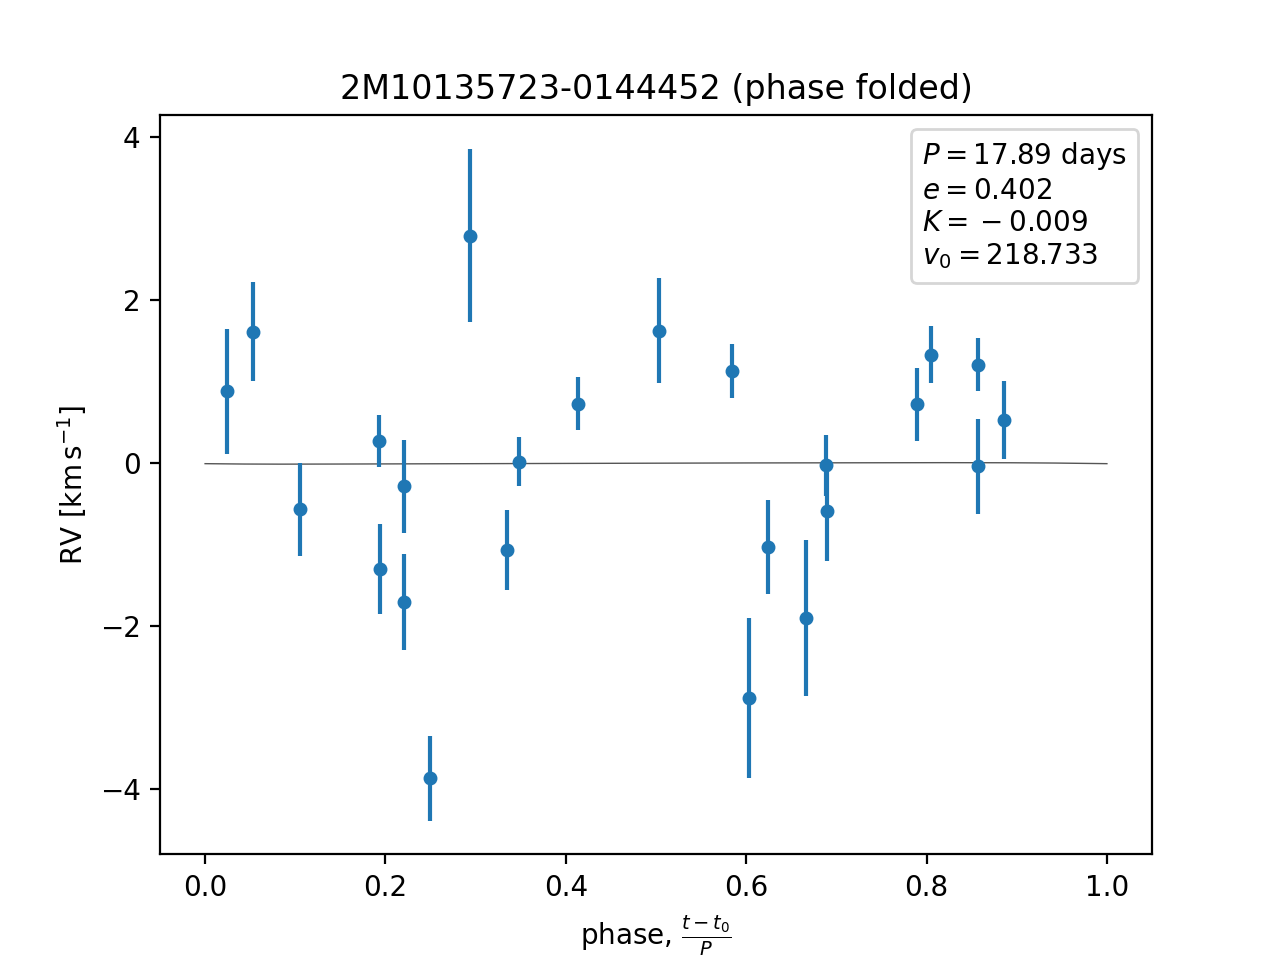 2M10135723-0144452 (phase folded)
P = 17.89 days
e = 0.402
K = −0.009
v₀ = 218.733
4
2
0
−2
−4
RV [km s⁻¹]
0.0 0.2 0.4 0.6 0.8 1.0
phase, (t − t₀)/P